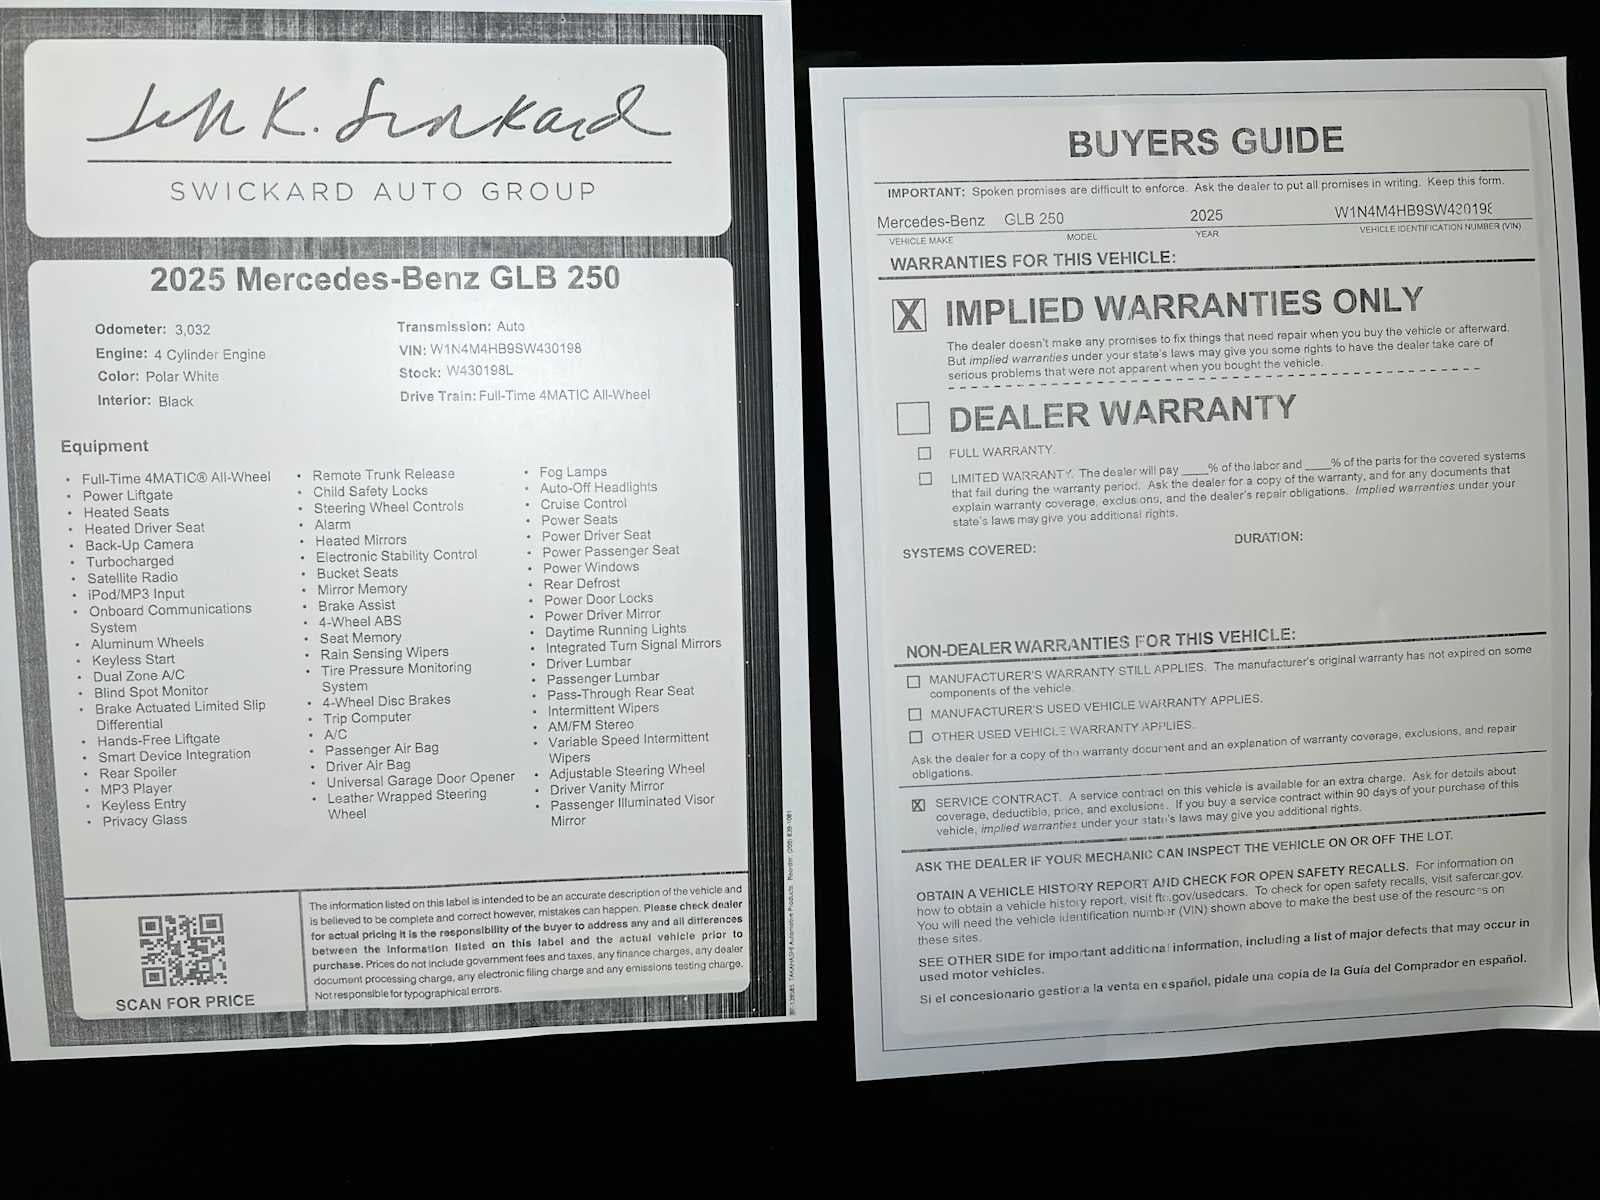 Jeff K. Swickard
SWICKARD AUTO GROUP
2025 Mercedes-Benz GLB 250
Odometer: 3,032
Engine: 4 Cylinder Engine
Color: Polar White
Interior: Black
Transmission: Auto
VIN: W1N4M4HB9SW430198
Stock: W430198L
Drive Train: Full-Time 4MATIC All-Wheel
Equipment
• Full-Time 4MATIC® All-Wheel
• Power Liftgate
• Heated Seats
• Heated Driver Seat
• Back-Up Camera
• Turbocharged
• Satellite Radio
• iPod/MP3 Input
• Onboard Communications
System
• Aluminum Wheels
• Keyless Start
• Dual Zone A/C
• Blind Spot Monitor
• Brake Actuated Limited Slip
Differential
• Hands-Free Liftgate
• Smart Device Integration
• Rear Spoiler
• MP3 Player
• Keyless Entry
• Privacy Glass
• Remote Trunk Release
• Child Safety Locks
• Steering Wheel Controls
• Alarm
• Heated Mirrors
• Electronic Stability Control
• Bucket Seats
• Mirror Memory
• Brake Assist
• 4-Wheel ABS
• Seat Memory
• Rain Sensing Wipers
• Tire Pressure Monitoring
System
• 4-Wheel Disc Brakes
• Trip Computer
• A/C
• Passenger Air Bag
• Driver Air Bag
• Universal Garage Door Opener
• Leather Wrapped Steering
Wheel
• Fog Lamps
• Auto-Off Headlights
• Cruise Control
• Power Seats
• Power Driver Seat
• Power Passenger Seat
• Power Windows
• Rear Defrost
• Power Door Locks
• Power Driver Mirror
• Daytime Running Lights
• Integrated Turn Signal Mirrors
• Driver Lumbar
• Passenger Lumbar
• Pass-Through Rear Seat
• Intermittent Wipers
• AM/FM Stereo
• Variable Speed Intermittent
Wipers
• Adjustable Steering Wheel
• Driver Vanity Mirror
• Passenger Illuminated Visor
Mirror
SCAN FOR PRICE
The information listed on this label is intended to be an accurate description of the vehicle and
is believed to be complete and correct however, mistakes can happen. Please check dealer
for actual pricing it is the responsibility of the buyer to address any and all differences
between the information listed on this label and the actual vehicle prior to
purchase. Prices do not include government fees and taxes, any finance charges, any dealer
document processing charge, any electronic filing charge and any emissions testing charge.
Not responsible for typographical errors.
TAKAHASHI Automotive Products Reorder:
BUYERS GUIDE
IMPORTANT: Spoken promises are difficult to enforce. Ask the dealer to put all promises in writing. Keep this form.
Mercedes-Benz GLB 250 2025 W1N4M4HB9SW430198
VEHICLE MAKE MODEL YEAR VEHICLE IDENTIFICATION NUMBER (VIN)
WARRANTIES FOR THIS VEHICLE:
X IMPLIED WARRANTIES ONLY
The dealer doesn't make any promises to fix things that need repair when you buy the vehicle or afterward.
But implied warranties under your state's laws may give you some rights to have the dealer take care of
serious problems that were not apparent when you bought the vehicle.
DEALER WARRANTY
FULL WARRANTY.
LIMITED WARRANTY. The dealer will pay ____% of the labor and ____% of the parts for the covered systems
that fail during the warranty period. Ask the dealer for a copy of the warranty, and for any documents that
explain warranty coverage, exclusions, and the dealer's repair obligations. Implied warranties under your
state's laws may give you additional rights.
SYSTEMS COVERED: DURATION:
NON-DEALER WARRANTIES FOR THIS VEHICLE:
MANUFACTURER'S WARRANTY STILL APPLIES. The manufacturer's original warranty has not expired on some
components of the vehicle.
MANUFACTURER'S USED VEHICLE WARRANTY APPLIES.
OTHER USED VEHICLE WARRANTY APPLIES.
Ask the dealer for a copy of the warranty document and an explanation of warranty coverage, exclusions, and repair
obligations.
X SERVICE CONTRACT. A service contract on this vehicle is available for an extra charge. Ask for details about
coverage, deductible, price, and exclusions. If you buy a service contract within 90 days of your purchase of this
vehicle, implied warranties under your state's laws may give you additional rights.
ASK THE DEALER IF YOUR MECHANIC CAN INSPECT THE VEHICLE ON OR OFF THE LOT.
OBTAIN A VEHICLE HISTORY REPORT AND CHECK FOR OPEN SAFETY RECALLS. For information on
how to obtain a vehicle history report, visit ftc.gov/usedcars. To check for open safety recalls, visit safercar.gov.
You will need the vehicle identification number (VIN) shown above to make the best use of the resources on
these sites.
SEE OTHER SIDE for important additional information, including a list of major defects that may occur in
used motor vehicles.
Si el concesionario gestiona la venta en español, pídale una copia de la Guía del Comprador en español.